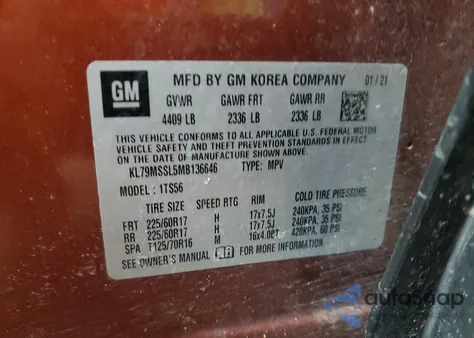 GM
MFD BY GM KOREA COMPANY 01/21
GVWR GAWR FRT GAWR RR
4409 LB 2336 LB 2336 LB
THIS VEHICLE CONFORMS TO ALL APPLICABLE U.S. FEDERAL MOTOR
VEHICLE SAFETY AND THEFT PREVENTION STANDARDS IN EFFECT
ON THE DATE OF MANUFACTURE SHOWN ABOVE.
KL79MSSL5MB136646 TYPE: MPV
MODEL: 1TS56
TIRE SIZE SPEED RTG RIM COLD TIRE PRESSURE
FRT 225/60R17 H 17x7.5J 240KPA, 35 PSI
RR 225/60R17 H 17x7.5J 240KPA, 35 PSI
SPA T125/70R16 M 16x4.0BT 420KPA, 60 PSI
SEE OWNER'S MANUAL FOR MORE INFORMATION.
autosnap